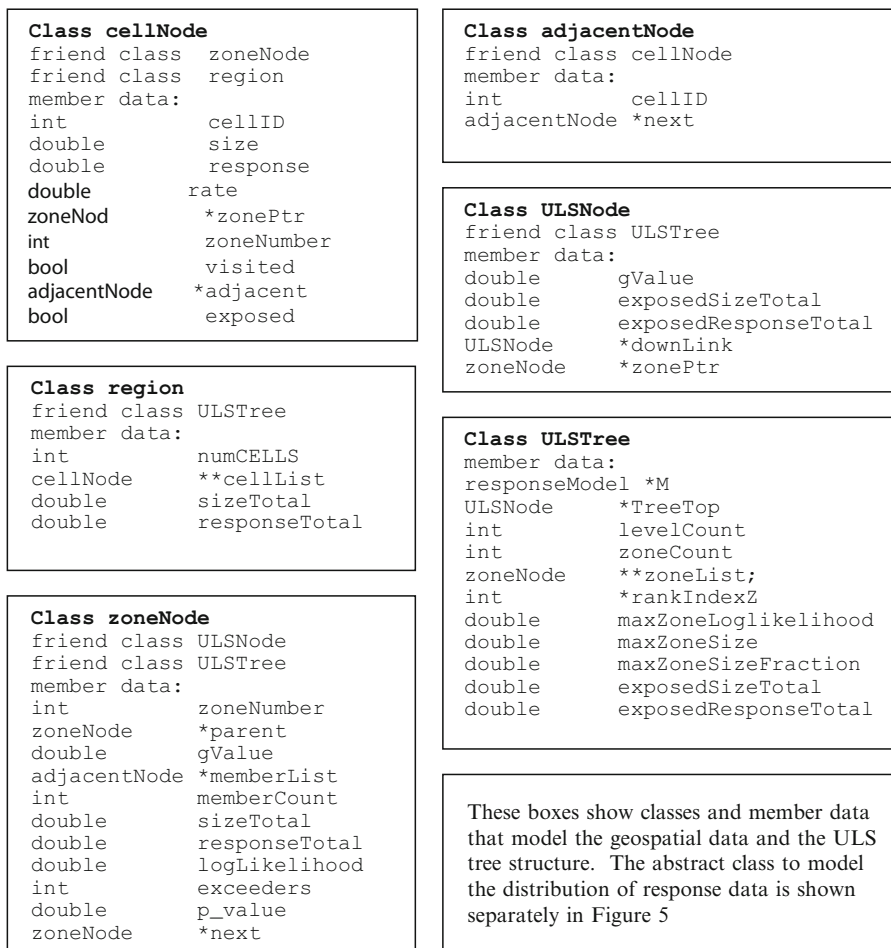 Class cellNode
friend class zoneNode
friend class region
member data:
int cellID
double size
double response
double rate
zoneNod *zonePtr
int zoneNumber
bool visited
adjacentNode *adjacent
bool exposed
Class region
friend class ULSTree
member data:
int numCELLS
cellNode **cellList
double sizeTotal
double responseTotal
Class zoneNode
friend class ULSNode
friend class ULSTree
member data:
int zoneNumber
zoneNode *parent
double gValue
adjacentNode *memberList
int memberCount
double sizeTotal
double responseTotal
double logLikelihood
int exceeders
double p_value
zoneNode *next
Class adjacentNode
friend class cellNode
member data:
int cellID
adjacentNode *next
Class ULSNode
friend class ULSTree
member data:
double gValue
double exposedSizeTotal
double exposedResponseTotal
ULSNode *downLink
zoneNode *zonePtr
Class ULSTree
member data:
responseModel *M
ULSNode *TreeTop
int levelCount
int zoneCount
zoneNode **zoneList;
int *rankIndexZ
double maxZoneLoglikelihood
double maxZoneSize
double maxZoneSizeFraction
double exposedSizeTotal
double exposedResponseTotal
These boxes show classes and member data
that model the geospatial data and the ULS
tree structure. The abstract class to model
the distribution of response data is shown
separately in Figure 5